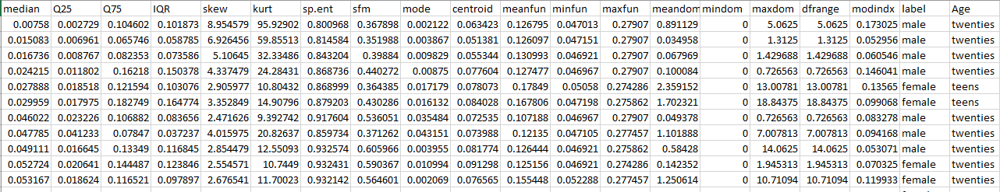 median Q25 Q75 IQR skew kurt sp.ent sfm mode centroid meanfun minfun maxfun meandom mindom maxdom dfrange modindx label Age
0.00758 0.002729 0.104602 0.101873 8.954579 95.92902 0.800968 0.367898 0.002122 0.063423 0.126795 0.047013 0.27907 0.891129 0 5.0625 5.0625 0.173025 male twenties
0.015083 0.006961 0.065746 0.058785 6.926456 59.85513 0.814584 0.351988 0.003867 0.051381 0.126097 0.047151 0.27907 0.034958 0 1.3125 1.3125 0.052956 male twenties
0.016736 0.008767 0.082353 0.073586 5.10645 32.33486 0.843204 0.39884 0.009829 0.055344 0.130993 0.046921 0.27907 0.067969 0 1.429688 1.429688 0.060546 male twenties
0.024215 0.011802 0.16218 0.150378 4.337479 24.28431 0.868736 0.440272 0.00875 0.077604 0.127477 0.046967 0.27907 0.100084 0 0.726563 0.726563 0.146041 male twenties
0.027888 0.018518 0.121594 0.103076 2.905977 10.80432 0.868999 0.364385 0.017179 0.078073 0.17849 0.05058 0.274286 2.359152 0 13.00781 13.00781 0.13565 female teens
0.029959 0.017975 0.182749 0.164774 3.352849 14.90796 0.879203 0.430286 0.016132 0.084028 0.167806 0.047198 0.275862 1.702321 0 18.84375 18.84375 0.099068 female teens
0.046022 0.023226 0.106882 0.083656 2.471626 9.392742 0.917604 0.536051 0.035484 0.072535 0.107188 0.046967 0.27907 0.049378 0 0.726563 0.726563 0.083278 male twenties
0.047785 0.041233 0.07847 0.037237 4.015975 20.82637 0.859734 0.371262 0.043151 0.073988 0.12135 0.047105 0.277457 1.101888 0 7.007813 7.007813 0.094168 male twenties
0.049111 0.016645 0.13349 0.116845 2.854479 12.55093 0.932574 0.605966 0.003955 0.081774 0.126444 0.046921 0.275862 0.58428 0 14.0625 14.0625 0.053071 male twenties
0.052724 0.020641 0.144487 0.123846 2.554571 10.7449 0.932431 0.590367 0.010994 0.091298 0.125156 0.046921 0.274286 0.142352 0 1.945313 1.945313 0.070325 female twenties
0.053167 0.018624 0.116521 0.097897 2.676541 11.70023 0.932142 0.564601 0.002069 0.076565 0.155448 0.052288 0.277457 1.250614 0 10.71094 10.71094 0.119933 female twenties